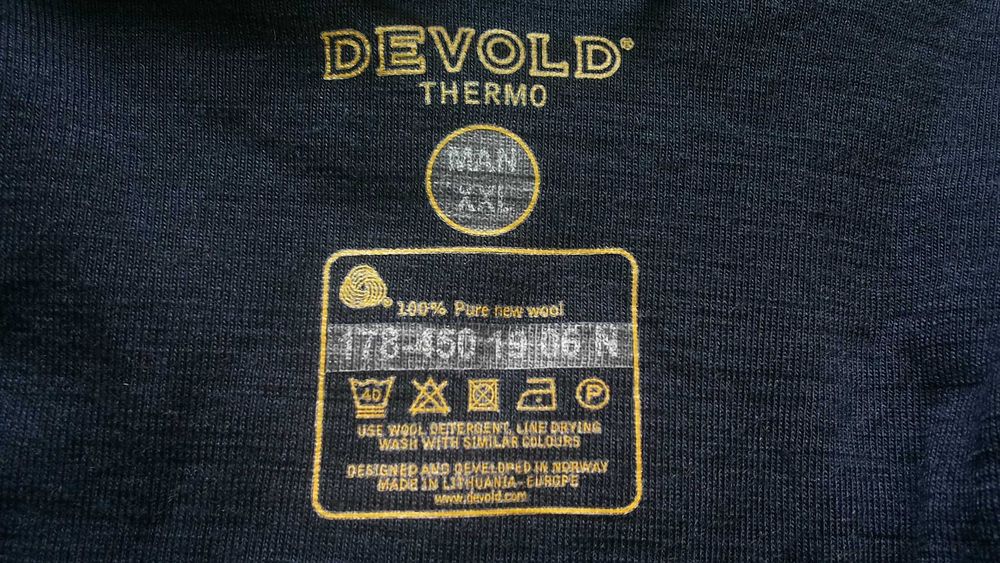 DEVOLD®
THERMO
MAN
XXL
® 100% Pure new wool
178-450 19 06 N
40 P
USE WOOL DETERGENT, LINE DRYING
WASH WITH SIMILAR COLOURS
DESIGNED AND DEVELOPED IN NORWAY
MADE IN LITHUANIA - EUROPE
www.devold.com